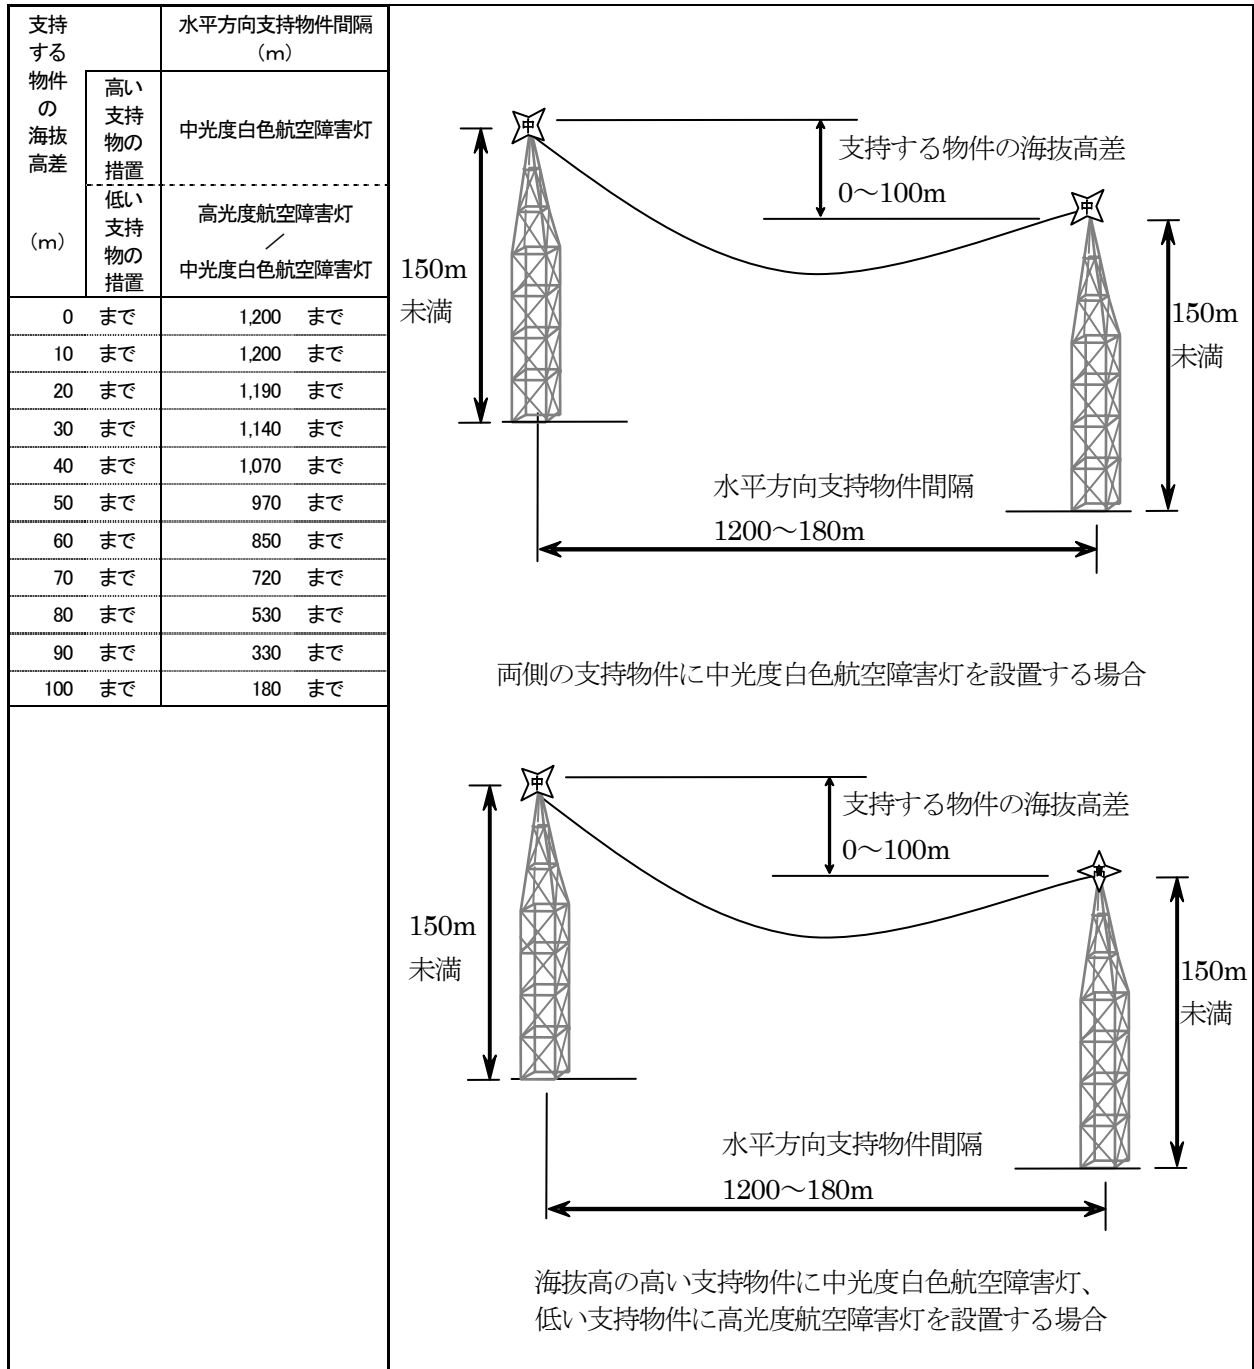 支持
する
物件
の
海抜
高差
（ｍ）
水平方向支持物件間隔
（ｍ）
高い
支持
物の
措置
中光度白色航空障害灯
低い
支持
物の
措置
高光度航空障害灯
／
中光度白色航空障害灯
0 まで 1,200 まで
10 まで 1,200 まで
20 まで 1,190 まで
30 まで 1,140 まで
40 まで 1,070 まで
50 まで 970 まで
60 まで 850 まで
70 まで 720 まで
80 まで 530 まで
90 まで 330 まで
100 まで 180 まで
中
支持する物件の海抜高差
0～100m
中
150m
未満
150m
未満
水平方向支持物件間隔
1200～180m
両側の支持物件に中光度白色航空障害灯を設置する場合
中
支持する物件の海抜高差
0～100m
高
150m
未満
150m
未満
水平方向支持物件間隔
1200～180m
海抜高の高い支持物件に中光度白色航空障害灯、
低い支持物件に高光度航空障害灯を設置する場合